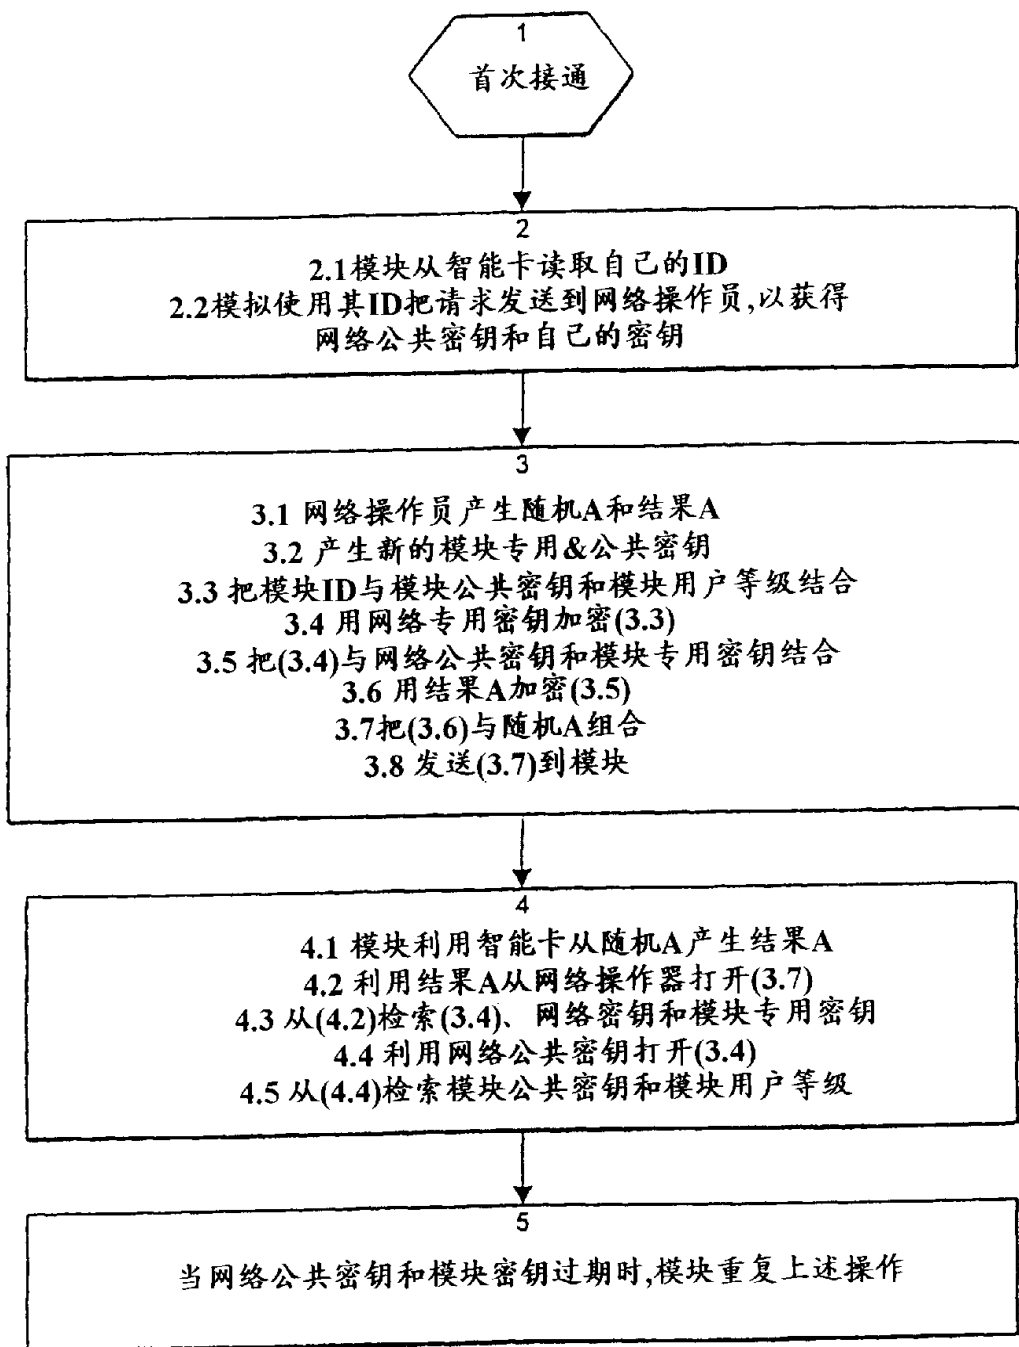 1
首次接通
2
2.1模块从智能卡读取自己的ID
2.2模拟使用其ID把请求发送到网络操作员,以获得
网络公共密钥和自己的密钥
3
3.1 网络操作员产生随机A和结果A
3.2 产生新的模块专用&公共密钥
3.3 把模块ID与模块公共密钥和模块用户等级结合
3.4 用网络专用密钥加密(3.3)
3.5 把(3.4)与网络公共密钥和模块专用密钥结合
3.6 用结果A加密(3.5)
3.7把(3.6)与随机A组合
3.8 发送(3.7)到模块
4
4.1 模块利用智能卡从随机A产生结果A
4.2 利用结果A从网络操作器打开(3.7)
4.3 从(4.2)检索(3.4)、网络密钥和模块专用密钥
4.4 利用网络公共密钥打开(3.4)
4.5 从(4.4)检索模块公共密钥和模块用户等级
5
当网络公共密钥和模块密钥过期时,模块重复上述操作